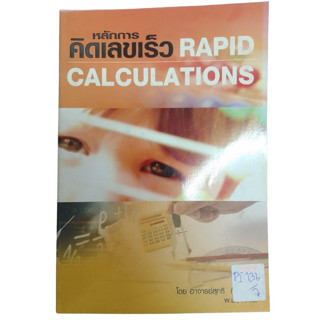 หลักการ
คิดเลขเร็ว RAPID
CALCULATIONS
โดย อาจารย์สุทธิ